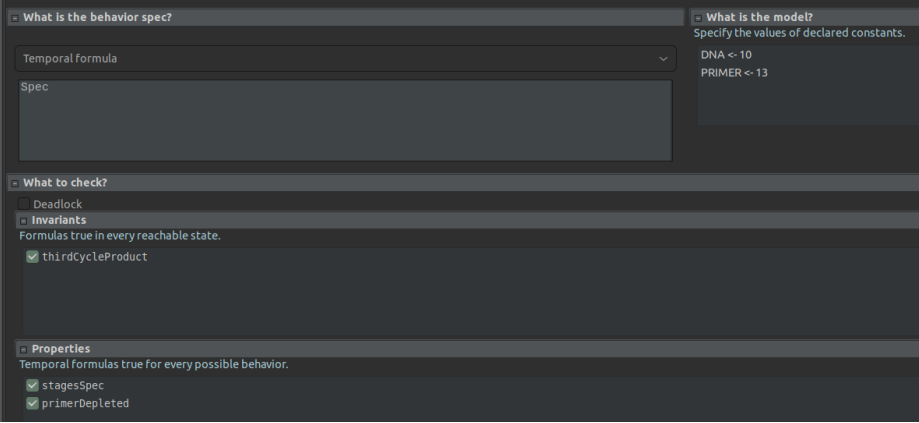 What is the behavior spec?
Temporal formula
Spec
What is the model?
Specify the values of declared constants.
DNA <- 10
PRIMER <- 13
What to check?
Deadlock
Invariants
Formulas true in every reachable state.
thirdCycleProduct
Properties
Temporal formulas true for every possible behavior.
stagesSpec
primerDepleted